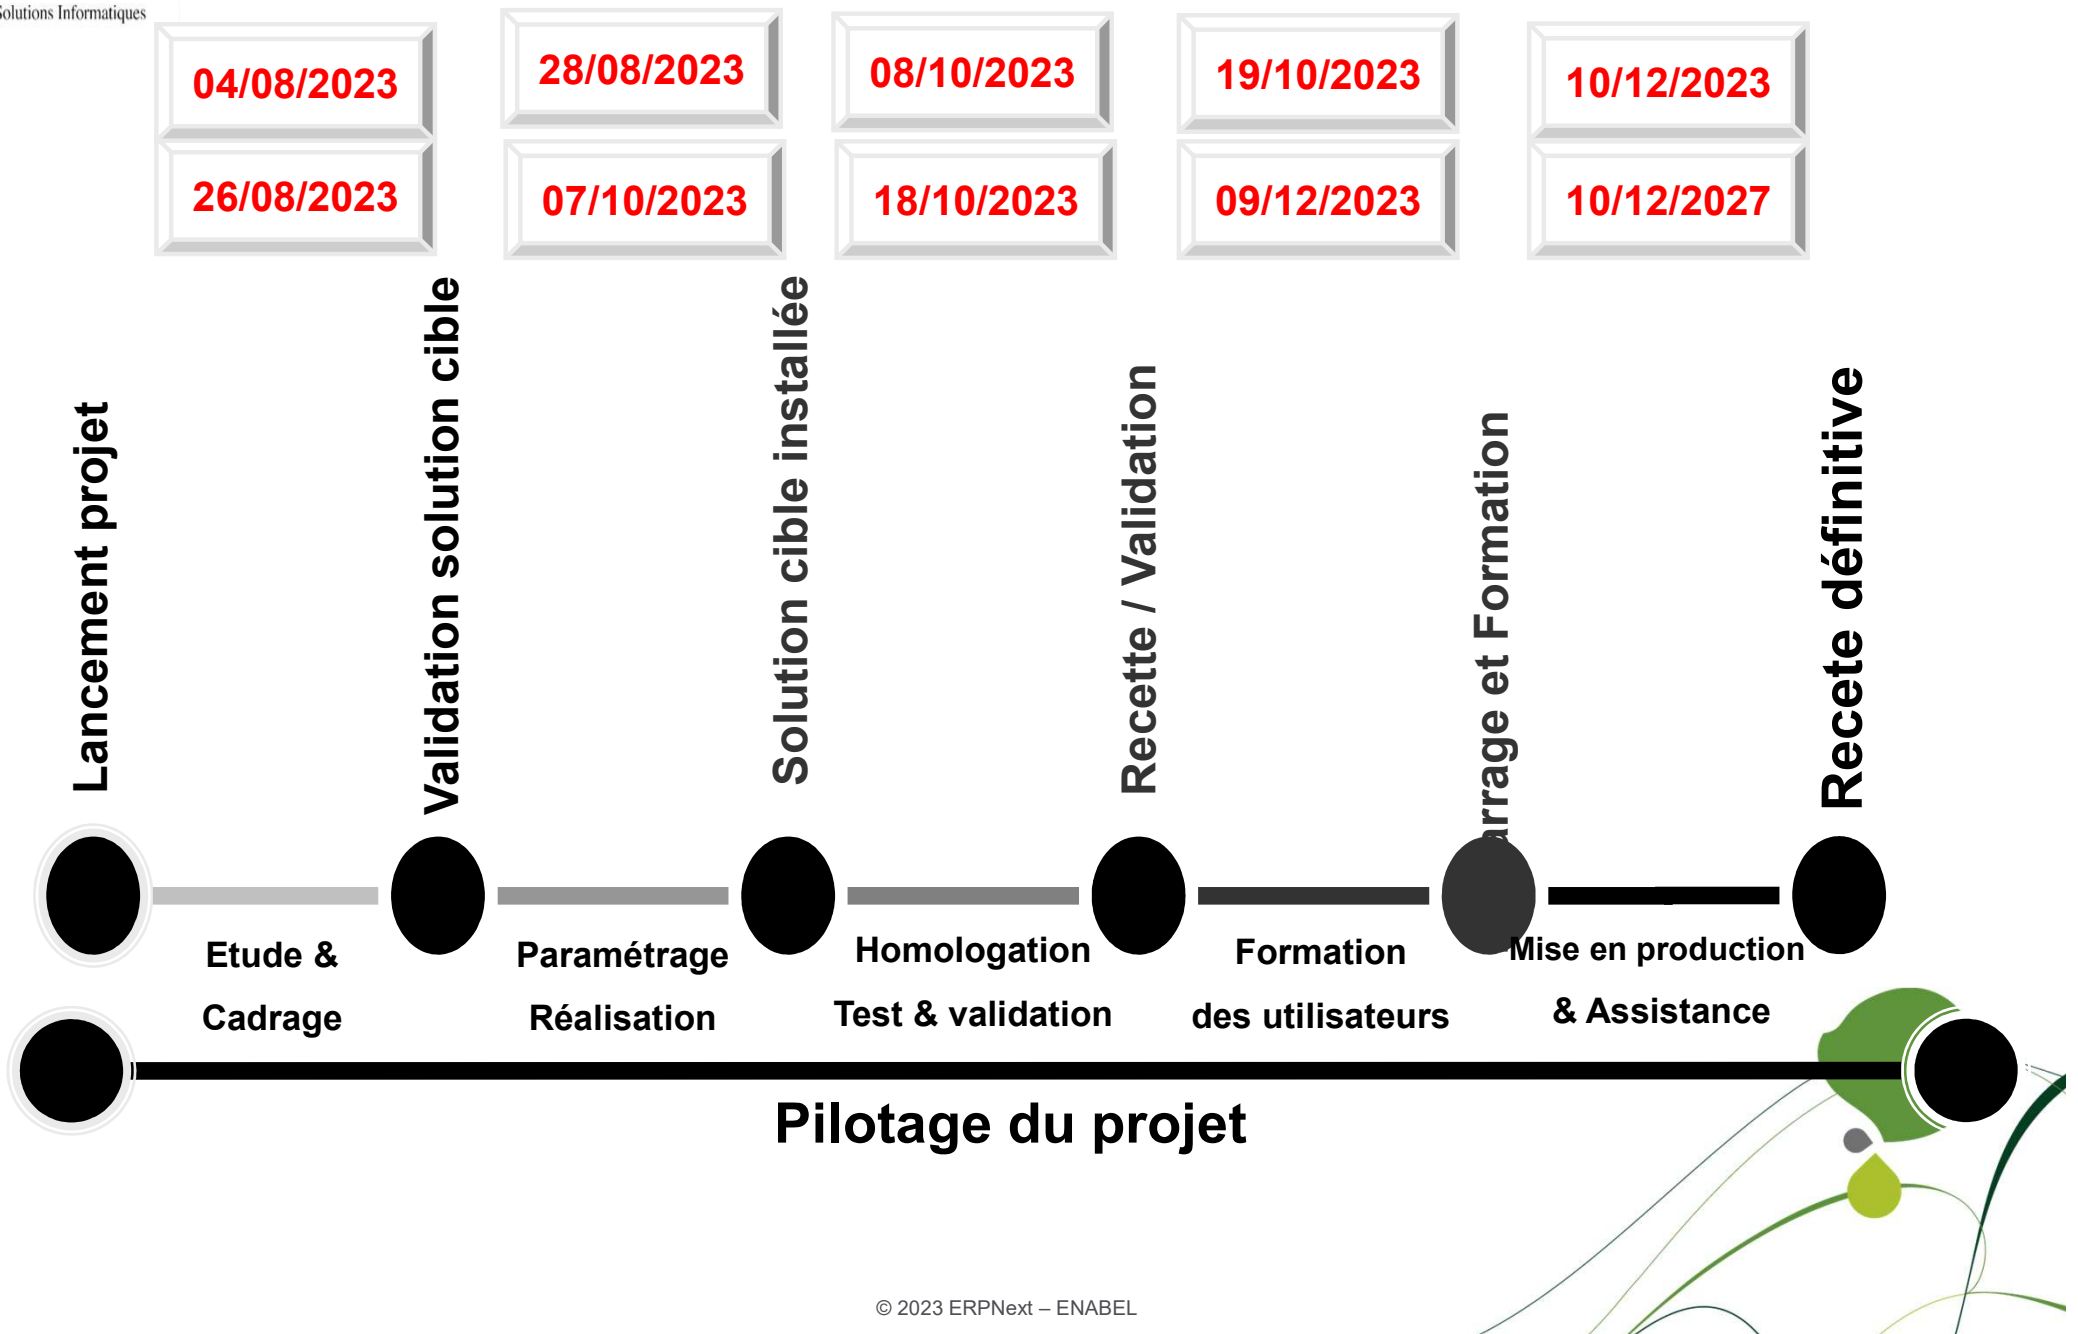 Solutions Informatiques
04/08/2023
28/08/2023
08/10/2023
19/10/2023
10/12/2023
26/08/2023
07/10/2023
18/10/2023
09/12/2023
10/12/2027
Lancement projet
Validation solution cible
Solution cible installée
Recette / Validation
et Formation
Recete définitive
Etude &
Cadrage
Paramétrage
Réalisation
Homologation
Test & validation
Formation
des utilisateurs
Mise en production
& Assistance
Pilotage du projet
© 2023 ERPNext – ENABEL